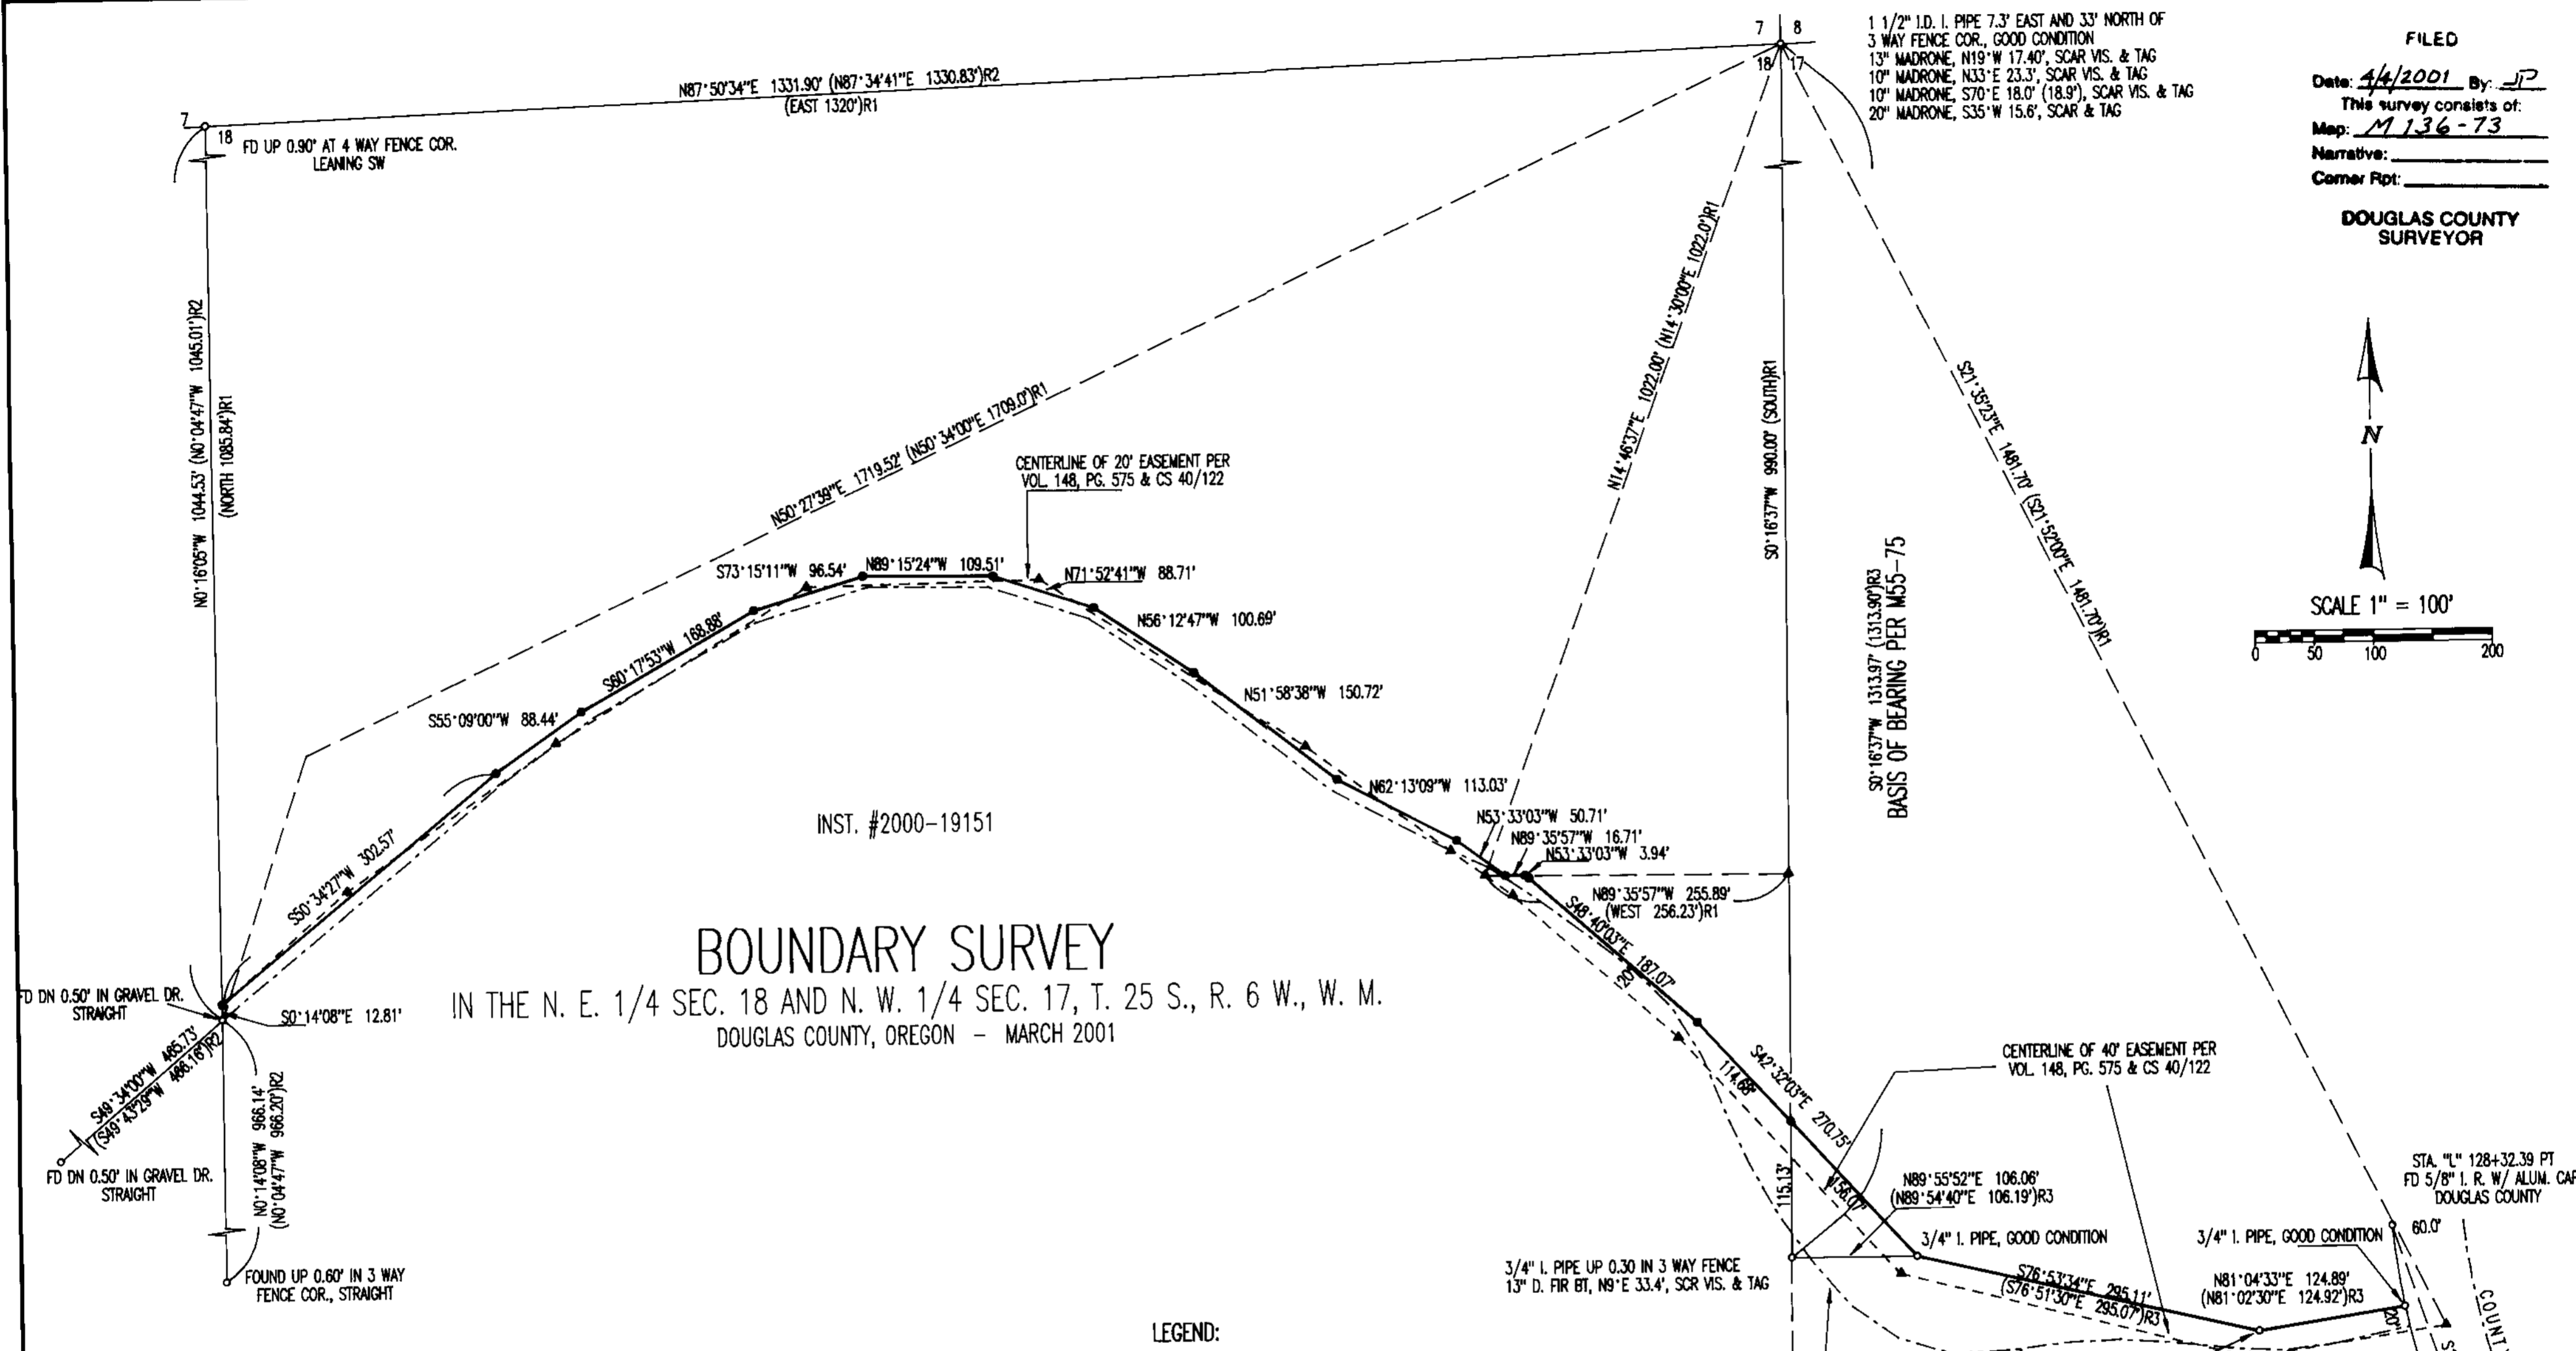 1 1/2" I.D. I. PIPE 7.3' EAST AND 33' NORTH OF
3 WAY FENCE COR., GOOD CONDITION
13" MADRONE, N19°W 17.40', SCAR VIS. & TAG
10" MADRONE, N33°E 23.3', SCAR VIS. & TAG
10" MADRONE, S70°E 18.0' (18.9'), SCAR VIS. & TAG
20" MADRONE, S35°W 15.6', SCAR & TAG
FILED
Date: 4/4/2001 By: JP
This survey consists of:
Map: M 136-73
Narrative:
Corner Rpt:
DOUGLAS COUNTY
SURVEYOR
7 8
18 17
N87°50'34"E 1331.90' (N87°34'41"E 1330.83')R2
(EAST 1320')R1
7
18
FD UP 0.90' AT 4 WAY FENCE COR.
LEANING SW
N0°16'05"W 1044.53' (N0°04'47"W 1045.01')R2
(NORTH 1085.84')R1
N50°27'39"E 1719.52' (N50°34'00"E 1709.0')R1
N14°46'37"E 1022.00' (N14°30'00"E 1022.0')R1
S0°16'37"W 990.00' (SOUTH)R1
S0°16'37"W 1313.97' (1313.90')R3
BASIS OF BEARING PER M55-75
S21°35'23"E 1481.70' (S21°52'00"E 1481.70')R1
N
SCALE 1" = 100'
0 50 100 200
CENTERLINE OF 20' EASEMENT PER
VOL. 148, PG. 575 & CS 40/122
S73°15'11"W 96.54'
N89°15'24"W 109.51'
N71°52'41"W 88.71'
N56°12'47"W 100.69'
S60°17'53"W 168.88'
N51°58'38"W 150.72'
S55°09'00"W 88.44'
N62°13'09"W 113.03'
INST. #2000-19151
N53°33'03"W 50.71'
N89°35'57"W 16.71'
N53°33'03"W 3.94'
S50°34'27"W 302.57'
N89°35'57"W 255.89'
(WEST 256.23')R1
S48°40'03"E 187.07'
20'
BOUNDARY SURVEY
IN THE N. E. 1/4 SEC. 18 AND N. W. 1/4 SEC. 17, T. 25 S., R. 6 W., W. M.
DOUGLAS COUNTY, OREGON - MARCH 2001
FD DN 0.50' IN GRAVEL DR.
STRAIGHT
S0°14'08"E 12.81'
S49°34'00"W 465.73'
(S49°43'29"W 466.16')R2
FD DN 0.50' IN GRAVEL DR.
STRAIGHT
N0°14'08"W 966.14'
(N0°04'47"W 966.20')R2
FOUND UP 0.60' IN 3 WAY
FENCE COR., STRAIGHT
S42°32'03"E 270.75'
114.68'
156.07'
115.13'
CENTERLINE OF 40' EASEMENT PER
VOL. 148, PG. 575 & CS 40/122
N89°55'52"E 106.06'
(N89°54'40"E 106.19')R3
3/4" I. PIPE, GOOD CONDITION
3/4" I. PIPE UP 0.30 IN 3 WAY FENCE
13" D. FIR BT, N9°E 33.4', SCR VIS. & TAG
STA. "L" 128+32.39 PT
FD 5/8" I. R. W/ ALUM. CAP
DOUGLAS COUNTY
60.0'
3/4" I. PIPE, GOOD CONDITION
S76°53'34"E 295.11'
(S76°51'30"E 295.07')R3
N81°04'33"E 124.89'
(N81°02'30"E 124.92')R3
20'
LEGEND: